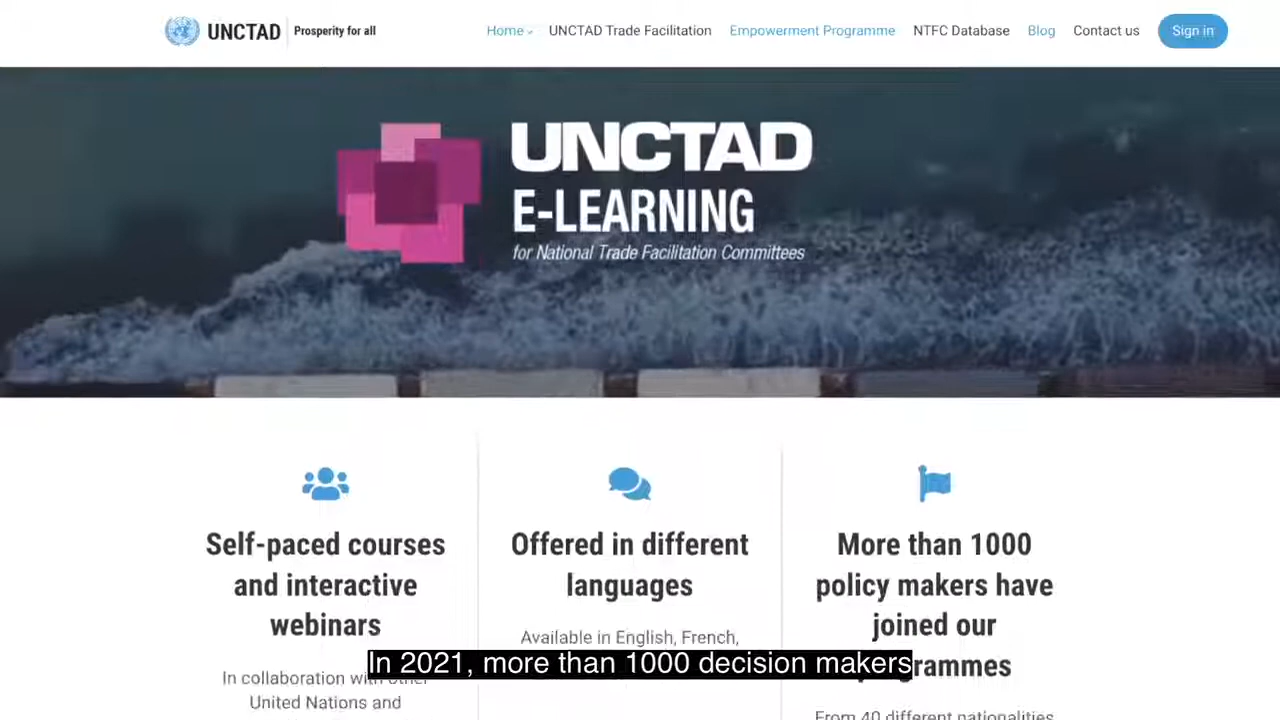 UNCTAD
Prosperity for all
Home
UNCTAD Trade Facilitation
Empowerment Programme
NTFC Database
Blog
Contact us
Sign in
UNCTAD
E-LEARNING
for National Trade Facilitation Committees
Self-paced courses
and interactive
webinars
In collaboration with other
United Nations and
Offered in different
languages
Available in English, French,
More than 1000
policy makers have
joined our
programmes
From 40 different nationalities
In 2021, more than 1000 decision makers